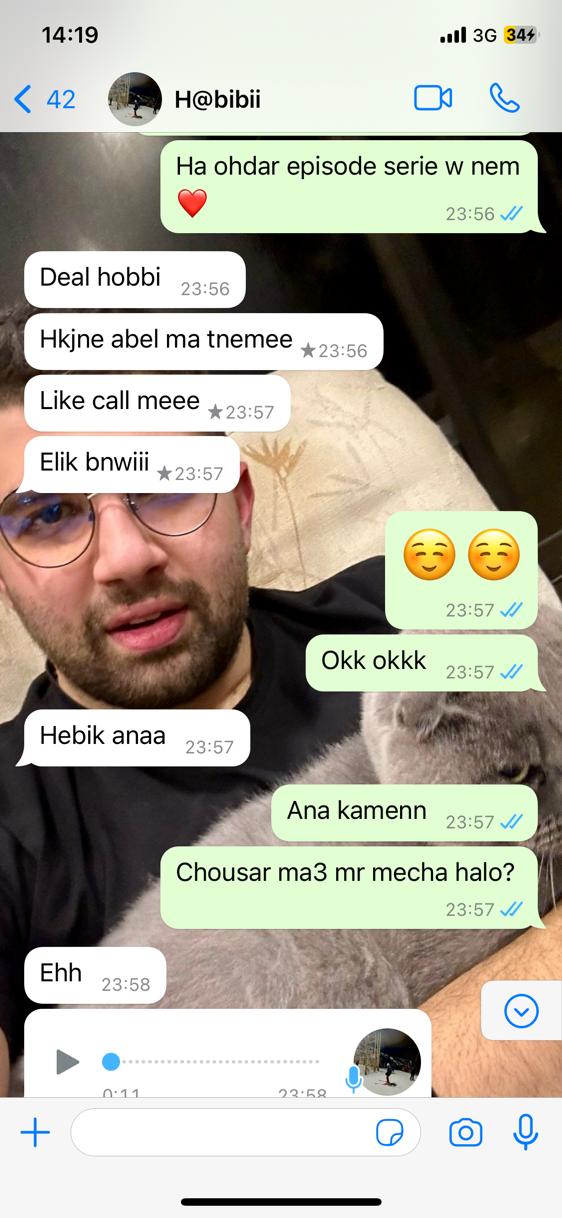 14:19
3G
34
42
H@bibii
Ha ohdar episode serie w nem
❤️
23:56
Deal hobbi 23:56
Hkjne abel ma tnemee ★23:56
Like call meee ★23:57
Elik bnwiii ★23:57
☺️ ☺️
23:57
Okk okkk 23:57
Hebik anaa 23:57
Ana kamenn 23:57
Chousar ma3 mr mecha halo?
23:57
Ehh 23:58
0:11 23:58